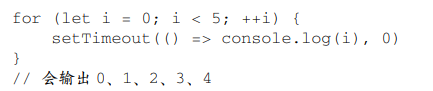 for (let i = 0; i < 5; ++i) {
    setTimeout(() => console.log(i), 0)
}
// 会输出 0、1、2、3、4